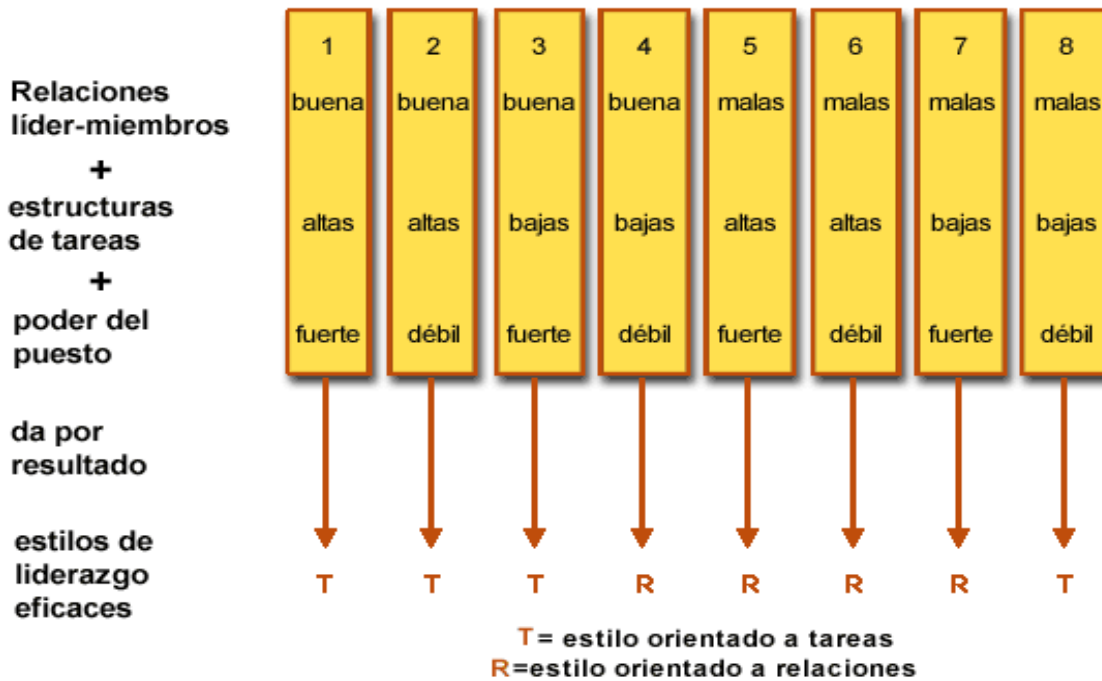 1 2 3 4 5 6 7 8
Relaciones
líder-miembros
buena buena buena buena malas malas malas malas
+
estructuras
de tareas
altas altas bajas bajas altas altas bajas bajas
+
poder del
puesto
fuerte débil fuerte débil fuerte débil fuerte débil
da por
resultado
estilos de
liderazgo
eficaces
T T T R R R R T
T= estilo orientado a tareas
R=estilo orientado a relaciones